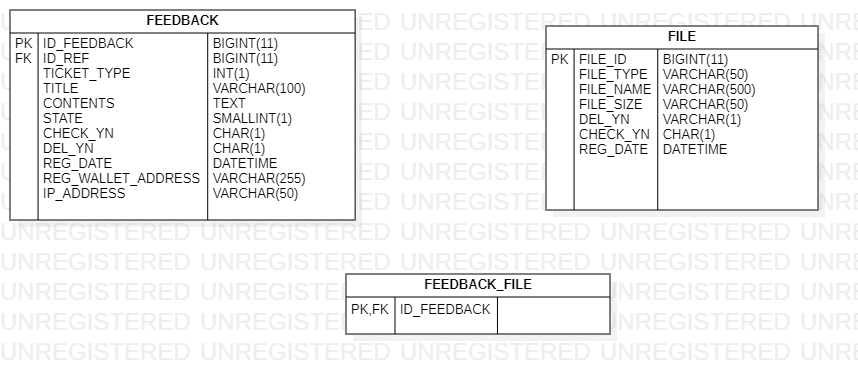 FEEDBACK
PK ID_FEEDBACK BIGINT(11)
FK ID_REF BIGINT(11)
TICKET_TYPE INT(1)
TITLE VARCHAR(100)
CONTENTS TEXT
STATE SMALLINT(1)
CHECK_YN CHAR(1)
DEL_YN CHAR(1)
REG_DATE DATETIME
REG_WALLET_ADDRESS VARCHAR(255)
IP_ADDRESS VARCHAR(50)
FILE
PK FILE_ID BIGINT(11)
FILE_TYPE VARCHAR(50)
FILE_NAME VARCHAR(500)
FILE_SIZE VARCHAR(50)
DEL_YN VARCHAR(1)
CHECK_YN CHAR(1)
REG_DATE DATETIME
FEEDBACK_FILE
PK,FK ID_FEEDBACK
UNREGISTERED UNREGISTERED UNREGISTERED UNREGISTERED